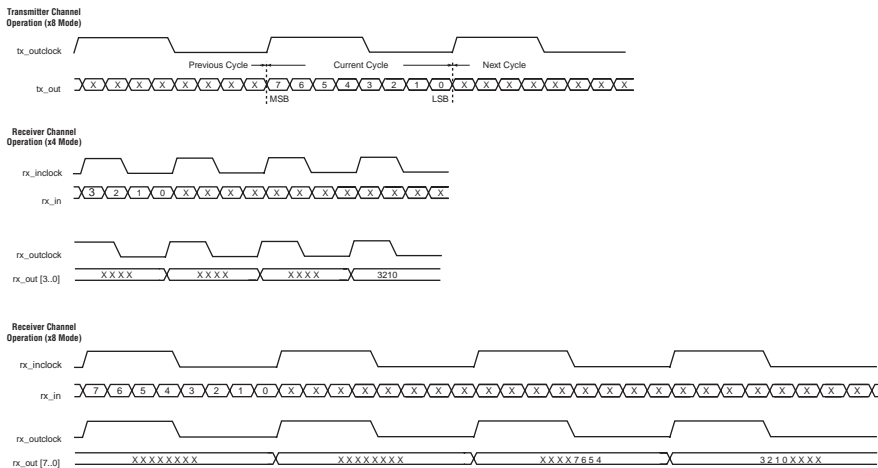 Transmitter Channel
Operation (x8 Mode)
tx_outclock
Previous Cycle Current Cycle Next Cycle
tx_out X X X X X X X X 7 6 5 4 3 2 1 0 X X X X X X X X
MSB LSB
Receiver Channel
Operation (x4 Mode)
rx_inclock
rx_in 3 2 1 0 X X X X X X X X X X X X
rx_outclock
rx_out [3..0] X X X X X X X X X X X X 3210
Receiver Channel
Operation (x8 Mode)
rx_inclock
rx_in 7 6 5 4 3 2 1 0 X X X X X X X X X X X X X X X X X X X X X X X X
rx_outclock
rx_out [7..0] X X X X X X X X X X X X X X X X X X X X 7 6 5 4 3 2 1 0 X X X X